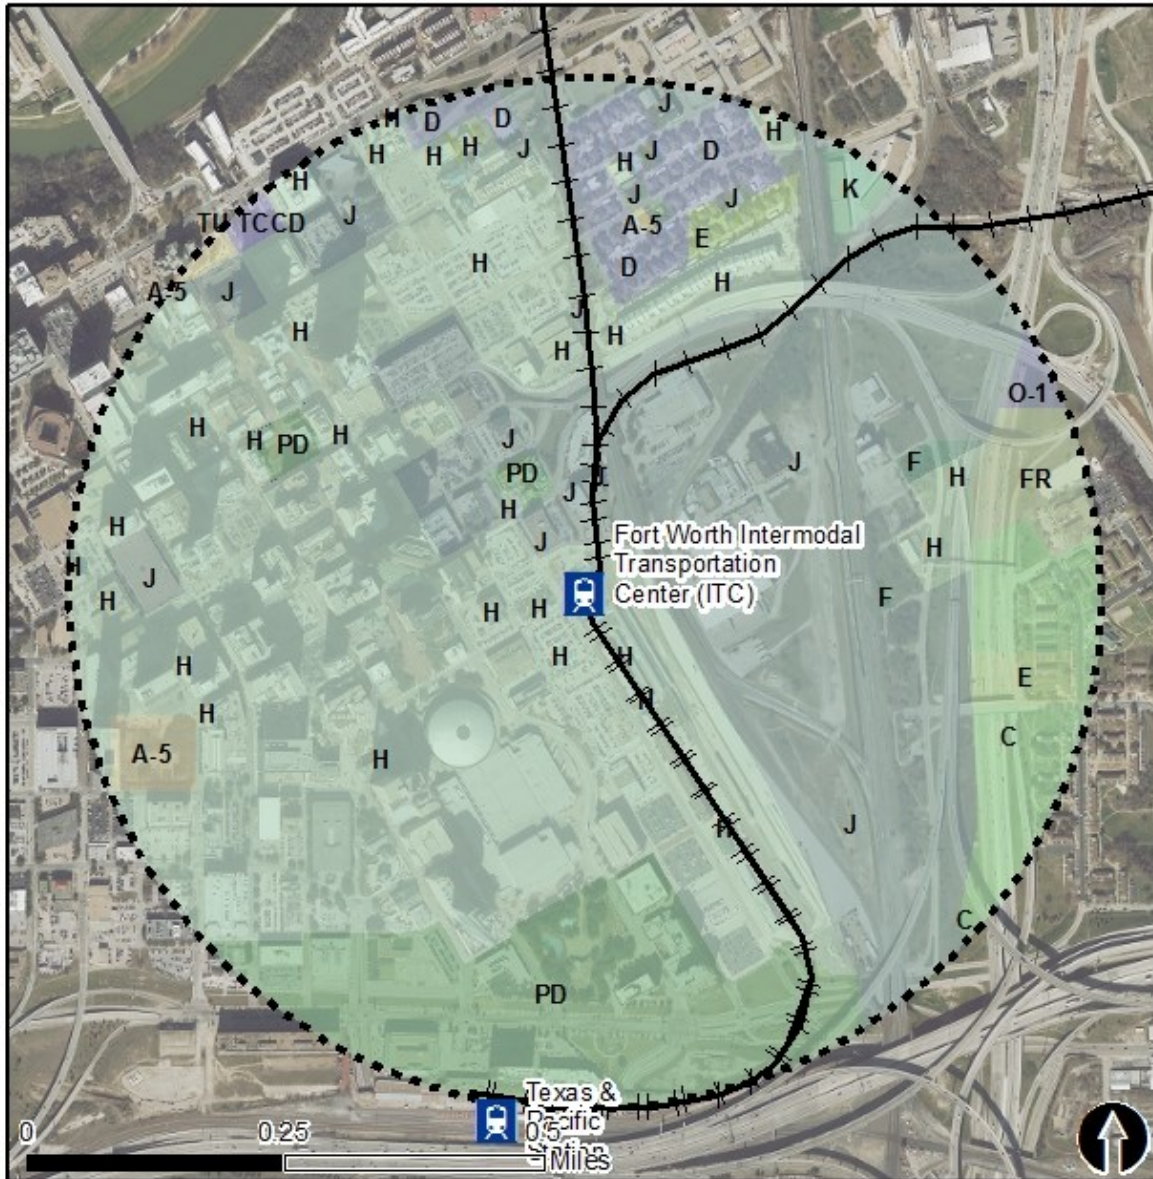 J
H
D
D
H
H
H
H
J
H
J
D
H
J
K
TU TCCD
J
J
A-5
E
D
H
H
A-5
J
H
J
H
H
O-1
H
H
PD
H
J
PD
J
J
F
H
FR
H
H
J
H
Fort Worth Intermodal
Transportation
Center (ITC)
H
J
H
H
H
F
H
H
H
E
H
H
C
A-5
H
H
J
C
PD
Texas &
Pacific
Station
0
0.25
0.5
Miles